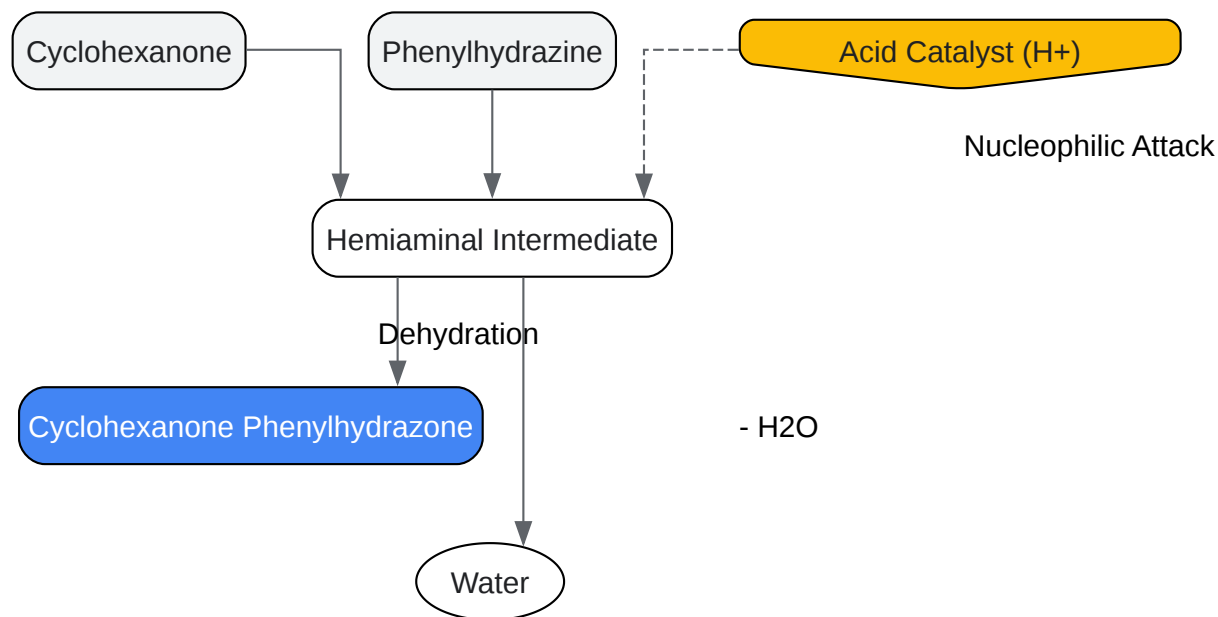 Cyclohexanone
Phenylhydrazine
Acid Catalyst (H+)
Nucleophilic Attack
Hemiaminal Intermediate
Dehydration
Cyclohexanone Phenylhydrazone
- H2O
Water